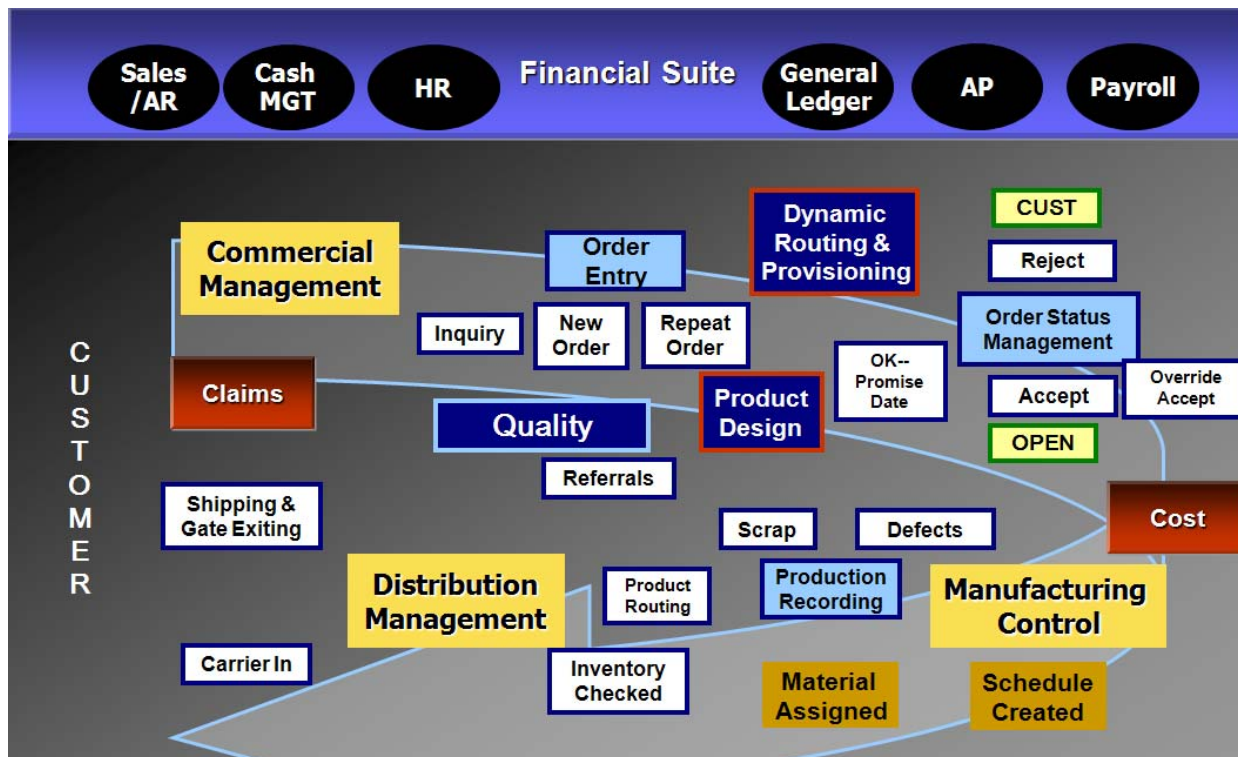 Sales
/AR
Cash
MGT
HR
Financial Suite
General
Ledger
AP
Payroll
CUSTOMER
Commercial
Management
Order
Entry
Dynamic
Routing &
Provisioning
CUST
Reject
Inquiry
New
Order
Repeat
Order
Order Status
Management
OK--
Promise
Date
Claims
Quality
Product
Design
Accept
Override
Accept
OPEN
Referrals
Shipping &
Gate Exiting
Scrap
Defects
Cost
Distribution
Management
Product
Routing
Production
Recording
Manufacturing
Control
Carrier In
Inventory
Checked
Material
Assigned
Schedule
Created